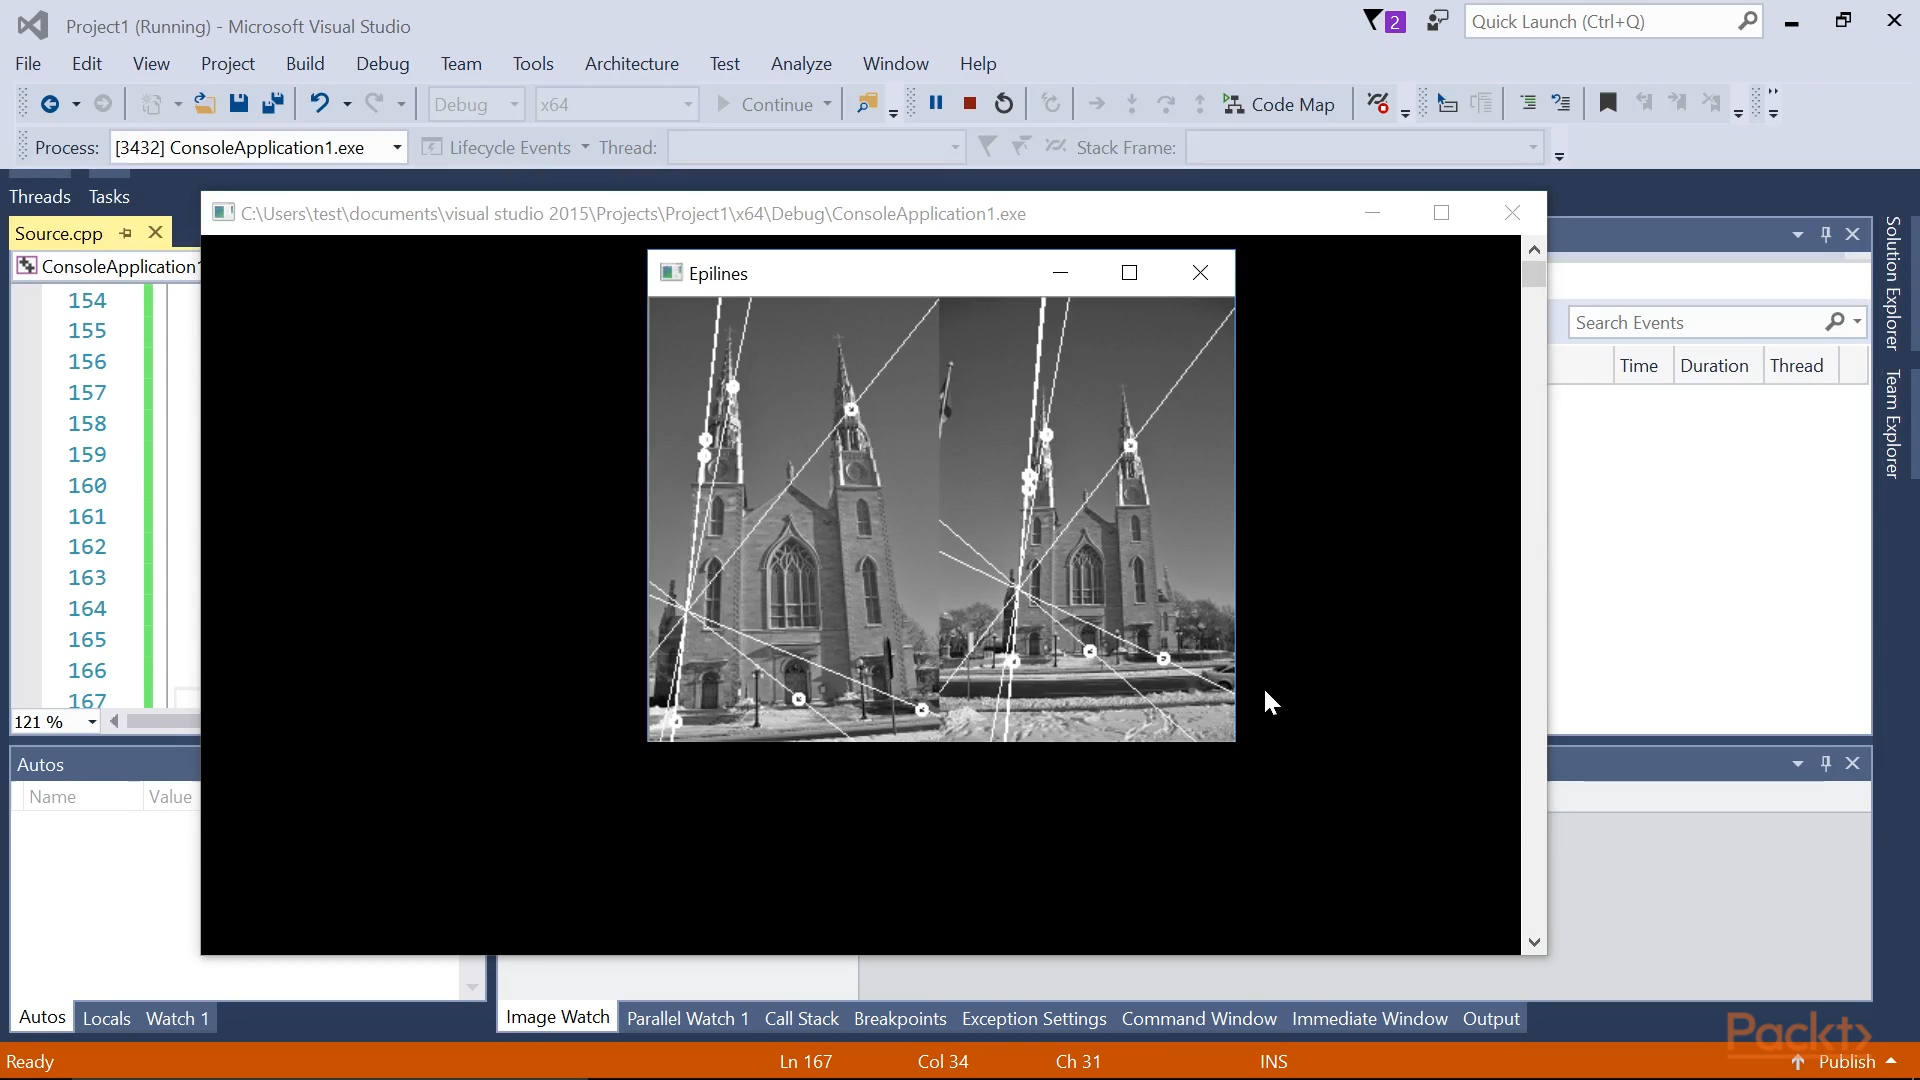 Project1 (Running) - Microsoft Visual Studio
2
Quick Launch (Ctrl+Q)
File Edit View Project Build Debug Team Tools Architecture Test Analyze Window Help
Debug x64 Continue Code Map
Process: [3432] ConsoleApplication1.exe Lifecycle Events Thread: Stack Frame:
Threads Tasks
C:\Users\test\documents\visual studio 2015\Projects\Project1\x64\Debug\ConsoleApplication1.exe
Source.cpp
ConsoleApplication1
Epilines
Solution Explorer
Team Explorer
Search Events
Time Duration Thread
154
155
156
157
158
159
160
161
162
163
164
165
166
167
121 %
Autos
Name Value
Autos Locals Watch 1
Image Watch Parallel Watch 1 Call Stack Breakpoints Exception Settings Command Window Immediate Window Output
Packt>
Ready Ln 167 Col 34 Ch 31 INS Publish